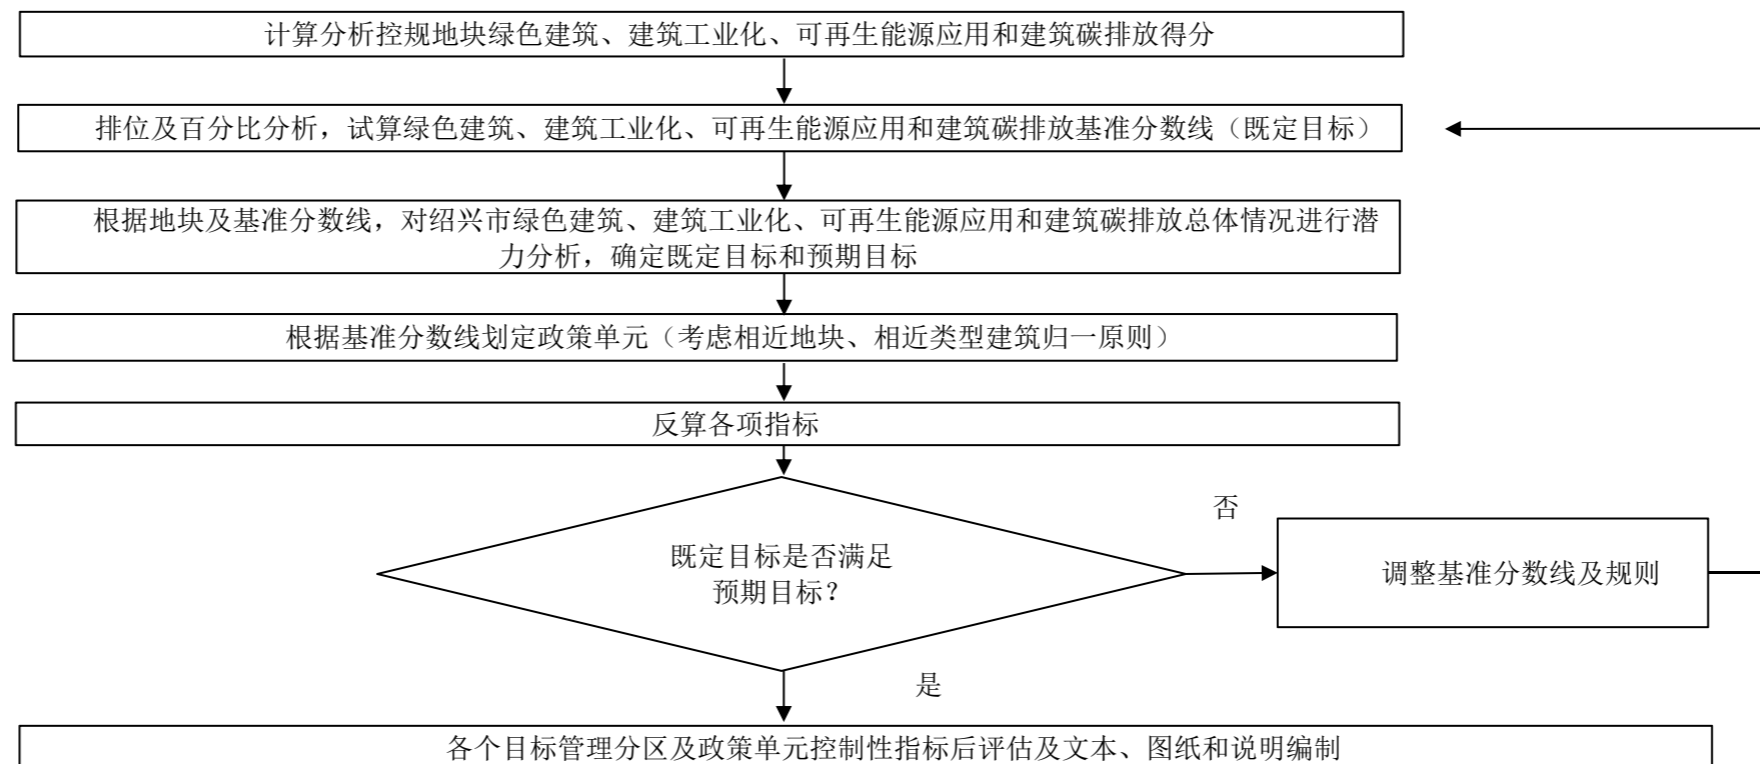 计算分析控规地块绿色建筑、建筑工业化、可再生能源应用和建筑碳排放得分
排位及百分比分析，试算绿色建筑、建筑工业化、可再生能源应用和建筑碳排放基准分数线（既定目标）
根据地块及基准分数线，对绍兴市绿色建筑、建筑工业化、可再生能源应用和建筑碳排放总体情况进行潜
力分析，确定既定目标和预期目标
根据基准分数线划定政策单元（考虑相近地块、相近类型建筑归一原则）
反算各项指标
既定目标是否满足
预期目标？
否
调整基准分数线及规则
是
各个目标管理分区及政策单元控制性指标后评估及文本、图纸和说明编制